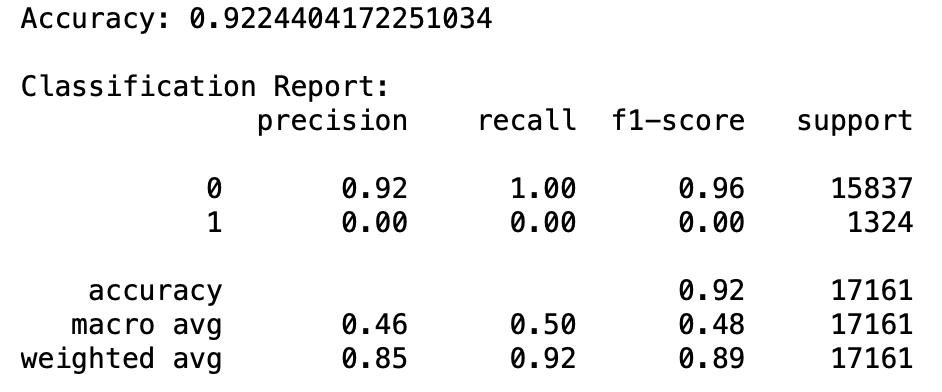 Accuracy: 0.9224404172251034
Classification Report:
precision recall f1-score support
0 0.92 1.00 0.96 15837
1 0.00 0.00 0.00 1324
accuracy 0.92 17161
macro avg 0.46 0.50 0.48 17161
weighted avg 0.85 0.92 0.89 17161